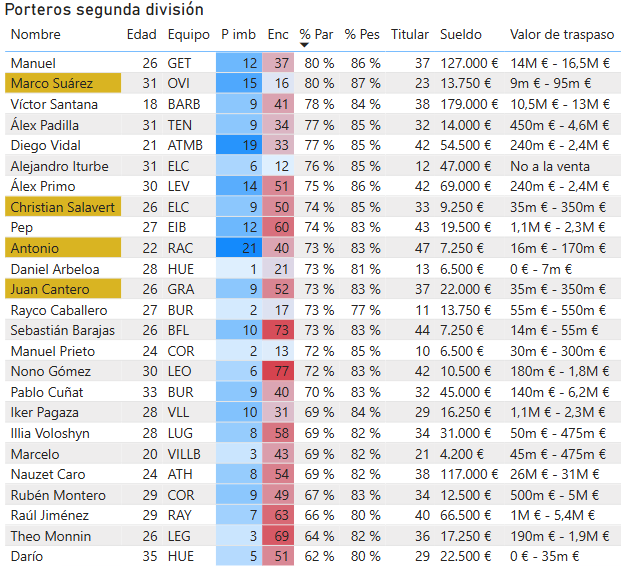 Porteros segunda división
Nombre Edad Equipo P imb Enc % Par % Pes Titular Sueldo Valor de traspaso
Manuel 26 GET 12 37 80 % 86 % 37 127.000 € 14M € - 16,5M €
Marco Suárez 31 OVI 15 16 80 % 87 % 23 13.750 € 9m € - 95m €
Víctor Santana 18 BARB 9 41 78 % 84 % 38 179.000 € 10,5M € - 13M €
Álex Padilla 31 TEN 9 34 77 % 85 % 32 14.000 € 450m € - 4,6M €
Diego Vidal 21 ATMB 19 33 77 % 85 % 42 54.500 € 240m € - 2,4M €
Alejandro Iturbe 31 ELC 6 12 76 % 85 % 12 47.000 € No a la venta
Álex Primo 30 LEV 14 51 75 % 86 % 42 69.000 € 240m € - 2,4M €
Christian Salavert 26 ELC 9 50 74 % 85 % 33 9.250 € 35m € - 350m €
Pep 27 EIB 12 60 74 % 83 % 43 19.500 € 1,1M € - 2,3M €
Antonio 22 RAC 21 40 73 % 83 % 47 7.250 € 16m € - 170m €
Daniel Arbeloa 28 HUE 1 21 73 % 81 % 13 6.500 € 0 € - 7m €
Juan Cantero 26 GRA 9 52 73 % 83 % 37 22.000 € 35m € - 350m €
Rayco Caballero 27 BUR 2 17 73 % 77 % 11 13.750 € 55m € - 550m €
Sebastián Barajas 26 BFL 10 73 73 % 83 % 44 7.250 € 14m € - 55m €
Manuel Prieto 24 COR 2 13 72 % 85 % 10 6.500 € 30m € - 300m €
Nono Gómez 30 LEO 6 77 72 % 83 % 42 10.500 € 180m € - 1,8M €
Pablo Cuñat 33 BUR 9 40 70 % 83 % 32 45.000 € 140m € - 6,2M €
Iker Pagaza 28 VLL 10 31 69 % 84 % 29 16.250 € 1,1M € - 2,3M €
Illia Voloshyn 28 LUG 8 58 69 % 82 % 34 31.000 € 50m € - 475m €
Marcelo 20 VILLB 3 43 69 % 82 % 21 4.200 € 45m € - 475m €
Nauzet Caro 24 ATH 8 54 69 % 82 % 38 117.000 € 26M € - 31M €
Rubén Montero 29 COR 9 49 67 % 83 % 34 12.500 € 500m € - 5M €
Raúl Jiménez 29 RAY 7 63 66 % 80 % 40 66.500 € 1M € - 5,4M €
Theo Monnin 26 LEG 3 69 64 % 82 % 36 17.250 € 190m € - 1,9M €
Darío 35 HUE 5 51 62 % 80 % 29 22.500 € 0 € - 35m €